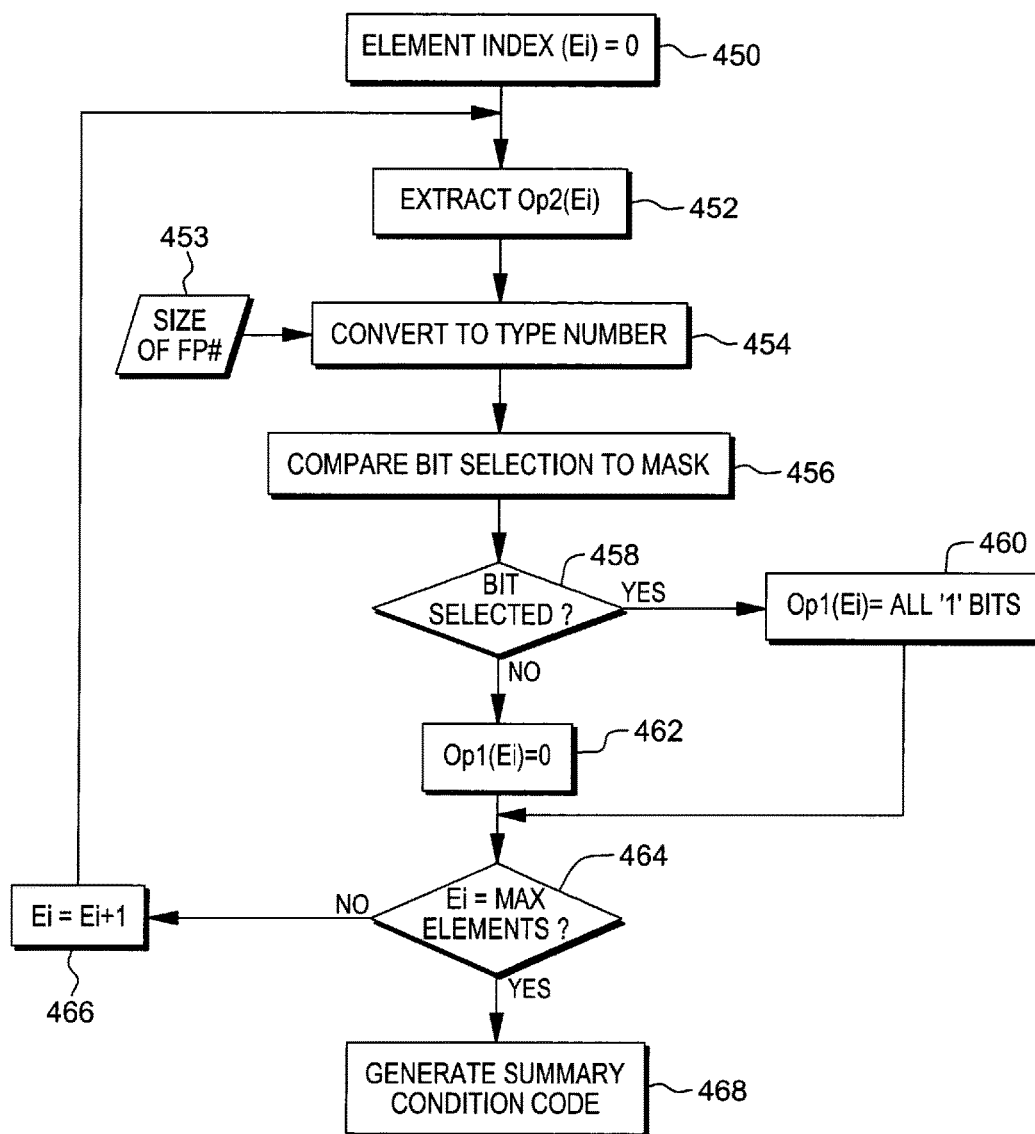 ELEMENT INDEX (Ei) = 0
450
EXTRACT Op2(Ei)
452
453
SIZE
OF FP#
CONVERT TO TYPE NUMBER
454
COMPARE BIT SELECTION TO MASK
456
458
BIT
SELECTED ?
YES
460
Op1(Ei)= ALL '1' BITS
NO
Op1(Ei)=0
462
464
Ei = MAX
ELEMENTS ?
NO
Ei = Ei+1
466
YES
GENERATE SUMMARY
CONDITION CODE
468